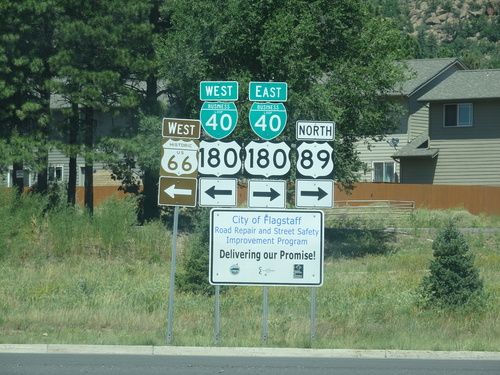 WEST
HISTORIC
US
66
WEST
BUSINESS
40
180
EAST
BUSINESS
40
180
NORTH
89
City of Flagstaff
Road Repair and Street Safety
Improvement Program
Delivering our Promise!